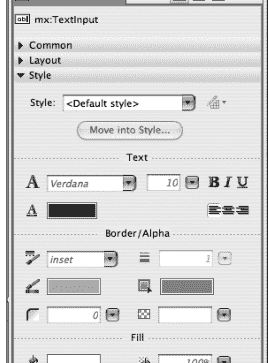 abl mx:TextInput
Common
Layout
Style
Style: <Default style>
Move into Style...
Text
A Verdana 10 B I U
A
Border/Alpha
inset 1
0
Fill
100%